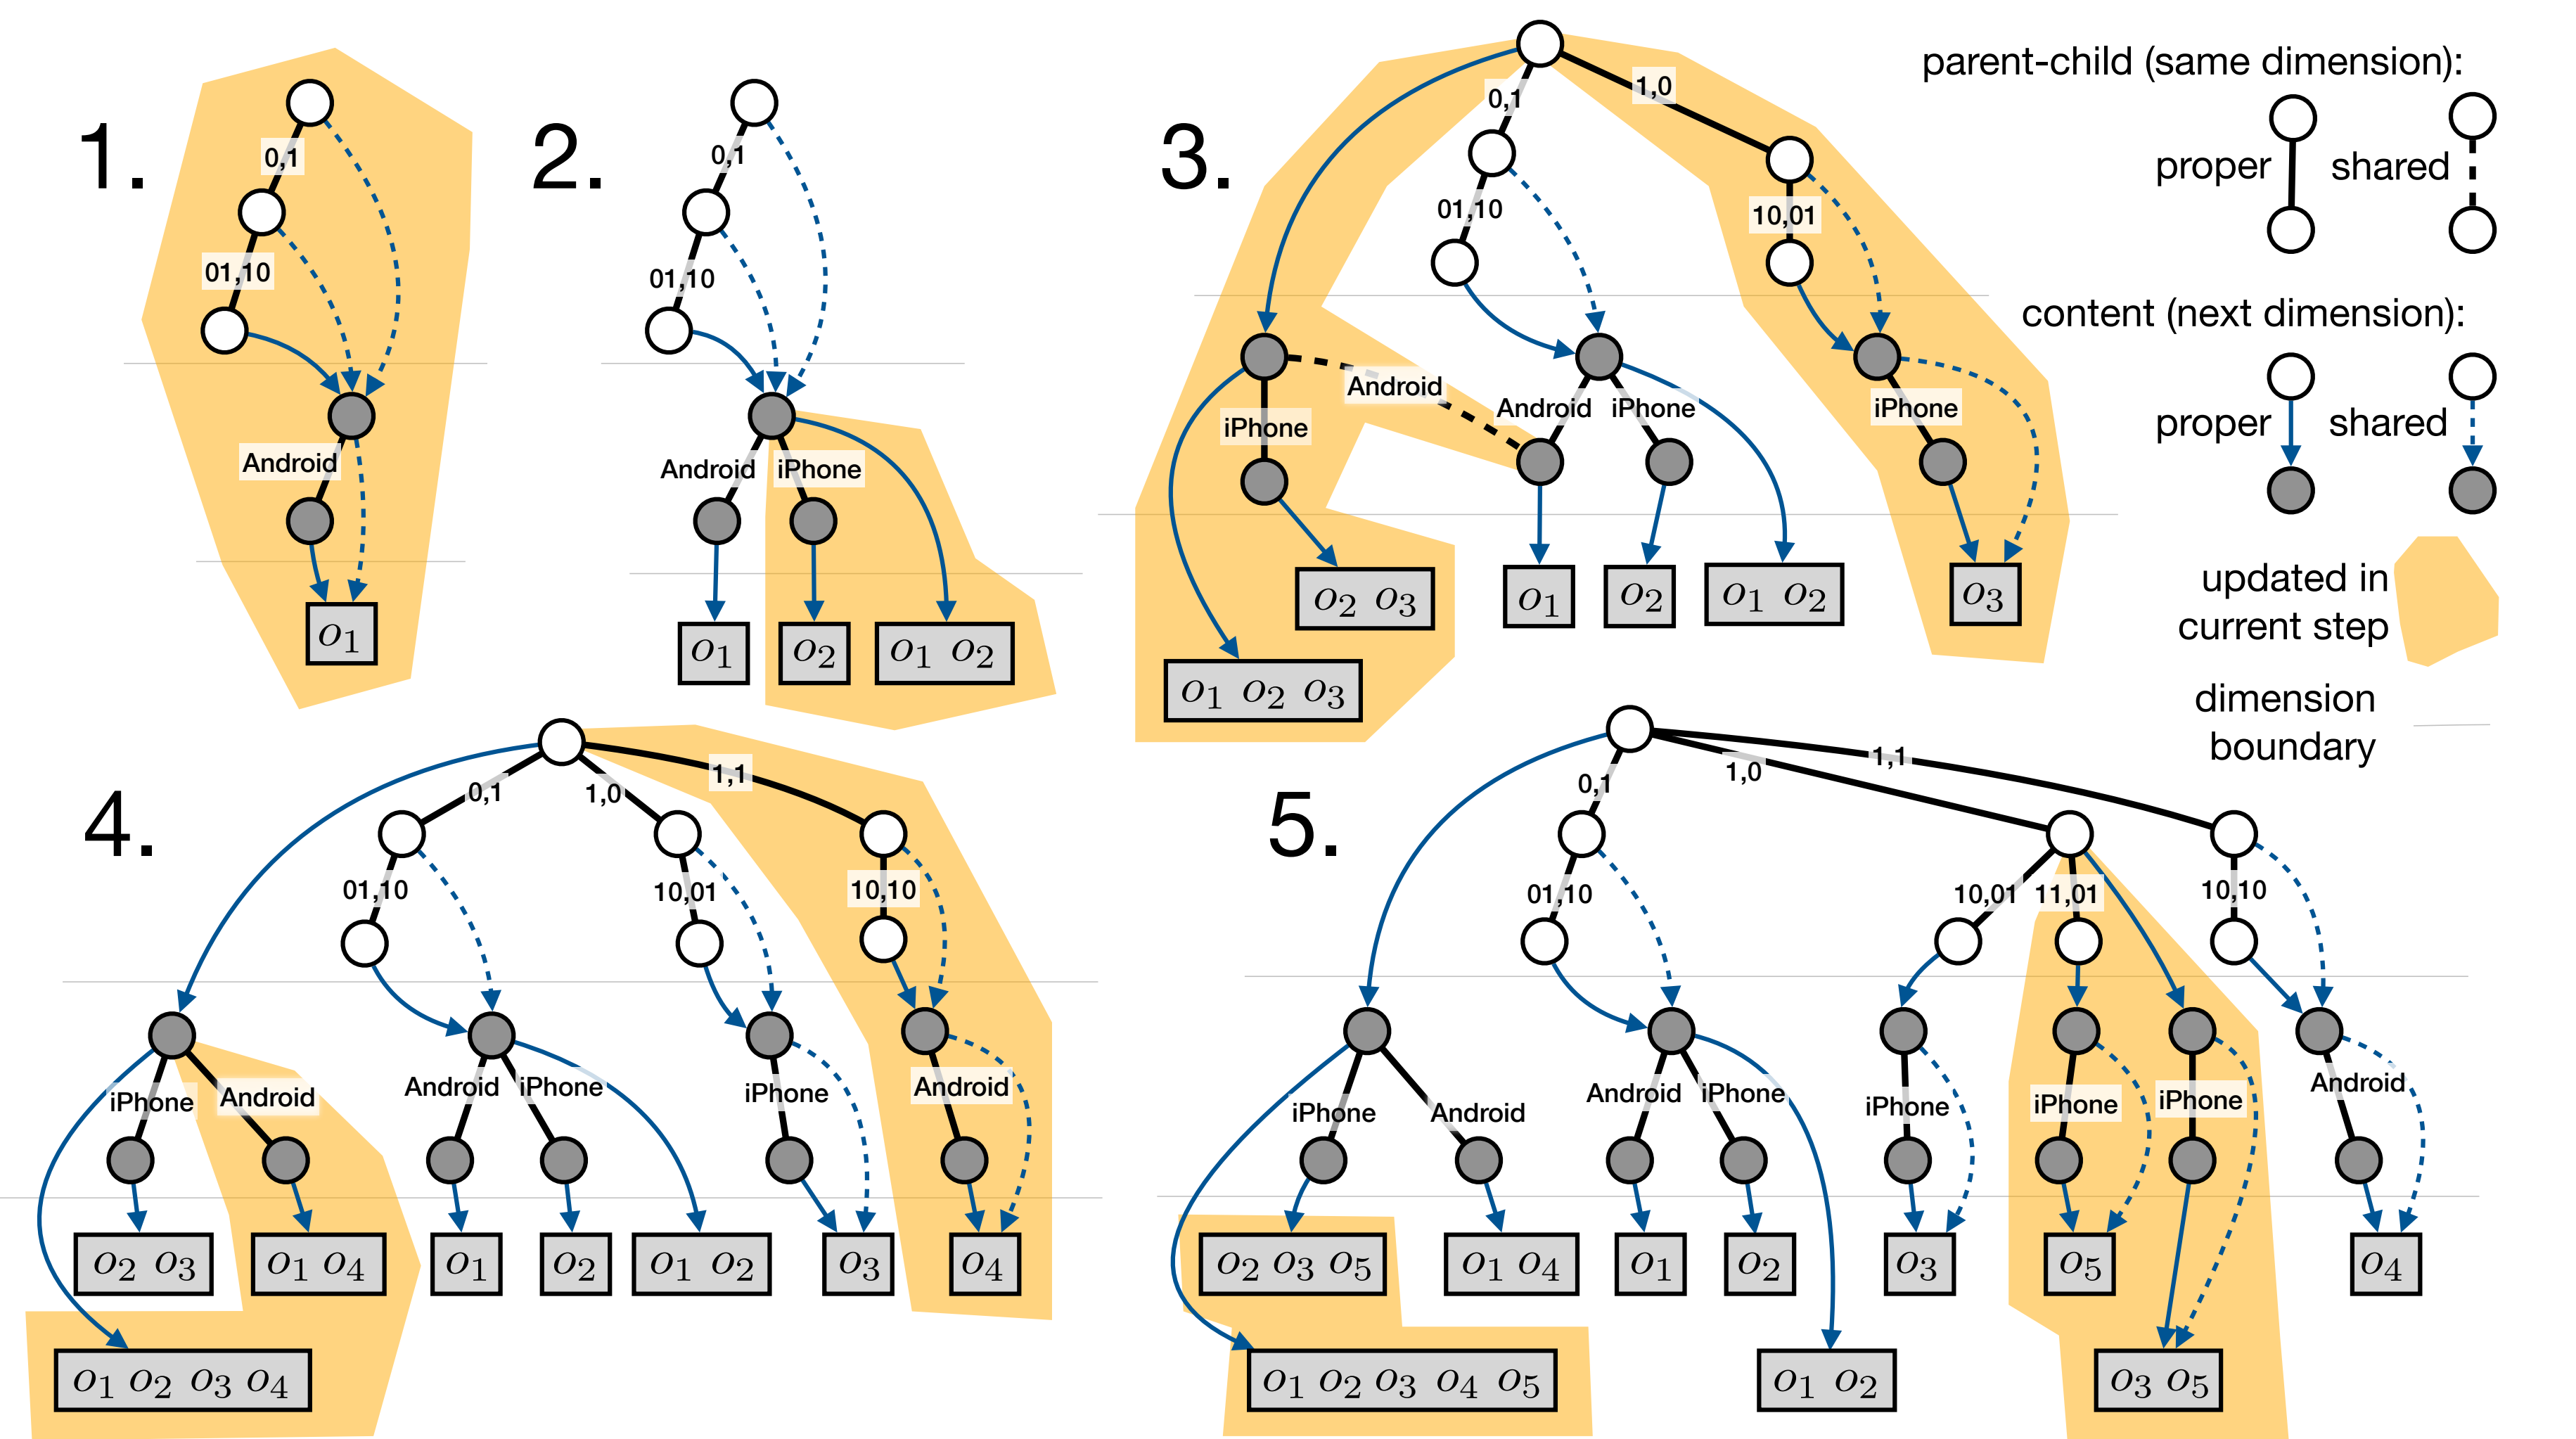 1.
0,1
01,10
Android
o1
2.
0,1
01,10
Android
iPhone
o1
o2
o1 o2
3.
0,1
1,0
01,10
10,01
Android
iPhone
Android
iPhone
iPhone
o2 o3
o1
o2
o1 o2
o3
o1 o2 o3
parent-child (same dimension):
proper
shared
content (next dimension):
proper
shared
updated in
current step
dimension
boundary
4.
0,1
1,0
1,1
01,10
10,01
10,10
iPhone
Android
Android
iPhone
iPhone
Android
o2 o3
o1 o4
o1
o2
o1 o2
o3
o4
o1 o2 o3 o4
5.
0,1
1,0
1,1
01,10
10,01
11,01
10,10
iPhone
Android
Android
iPhone
iPhone
iPhone
iPhone
Android
o2 o3 o5
o1 o4
o1
o2
o3
o5
o4
o1 o2 o3 o4 o5
o1 o2
o3 o5